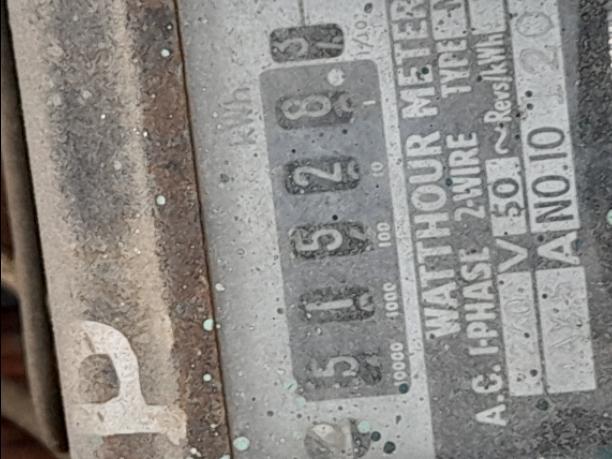 kWh
5 1 5 2 8 3
10000 1000 100 10 1 1/10
WATTHOUR METER
A.C. 1-PHASE 2-WIRE TYPE
V 50 ~ Revs/kWh
A NO.10 120